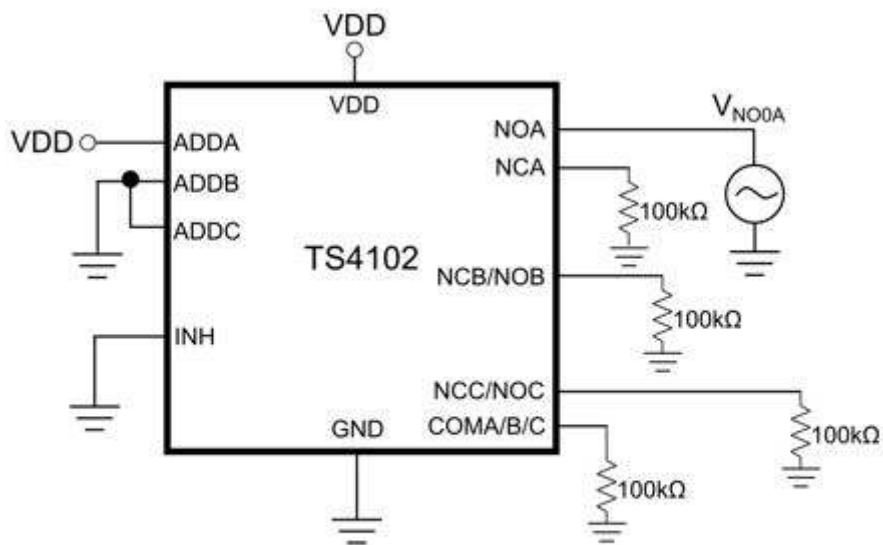 VDD
VDD
VDD
ADDA
ADDB
ADDC
INH
TS4102
GND
NOA
NCA
NCB/NOB
NCC/NOC
COMA/B/C
VNO0A
100kΩ
100kΩ
100kΩ
100kΩ